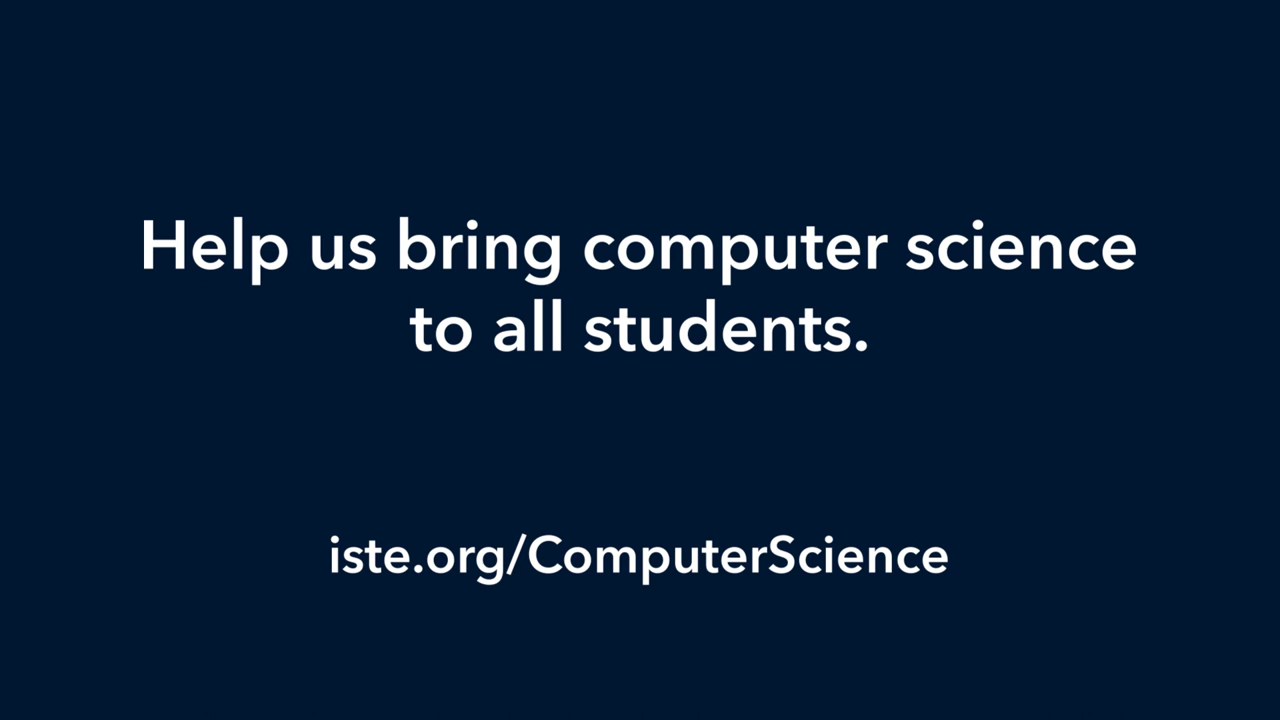 Help us bring computer science
to all students.
iste.org/ComputerScience